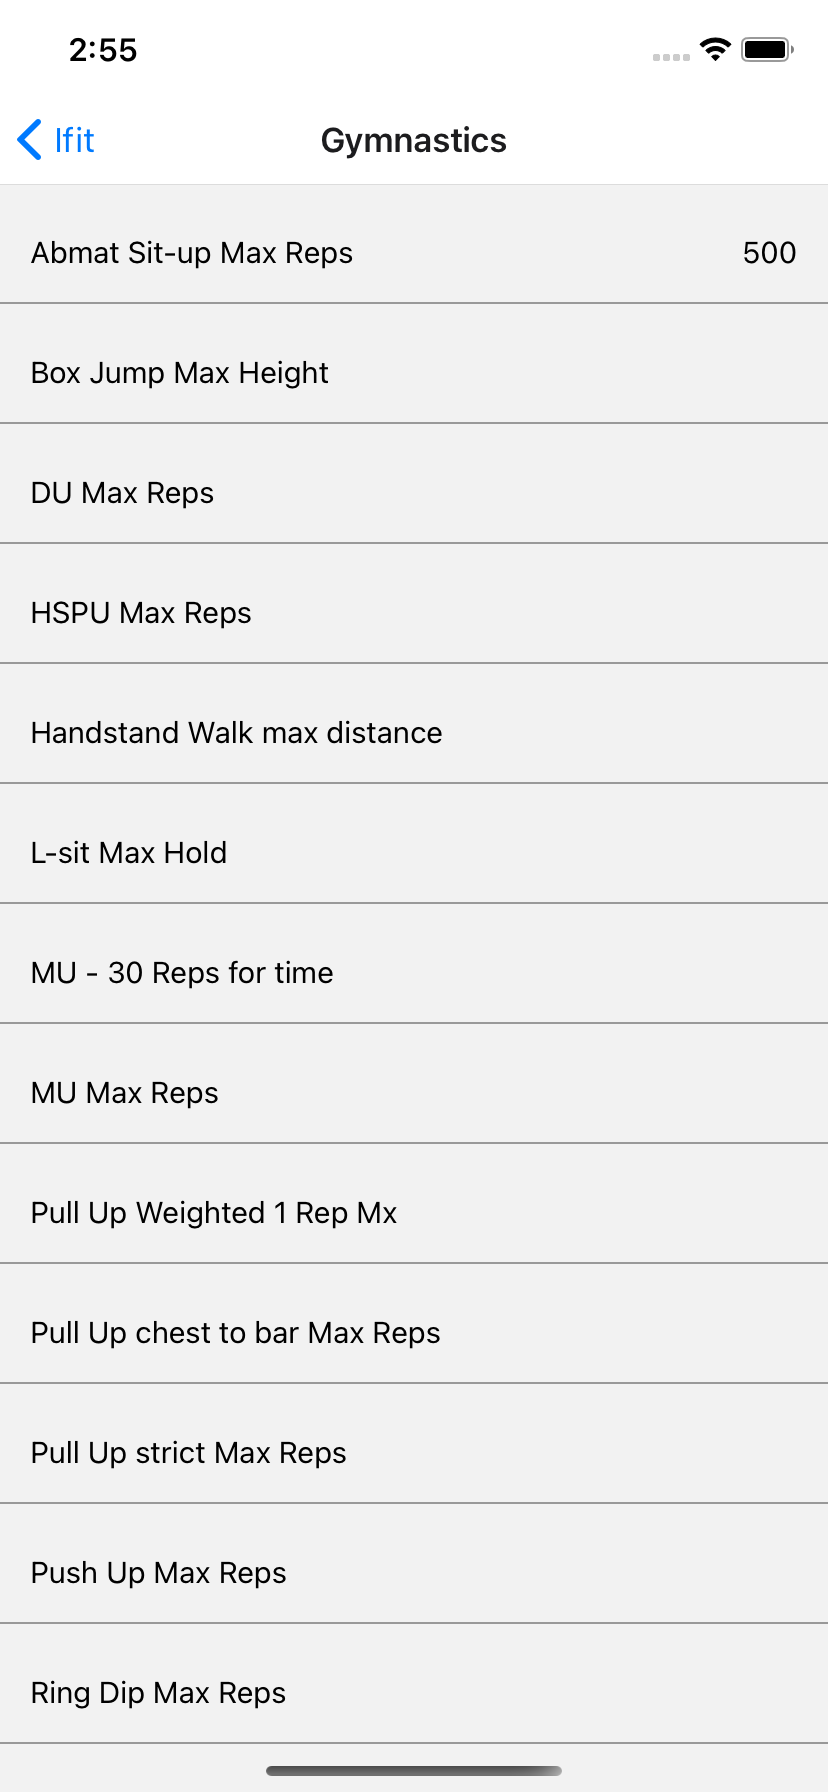 2:55
Ifit
Gymnastics
Abmat Sit-up Max Reps 500
Box Jump Max Height
DU Max Reps
HSPU Max Reps
Handstand Walk max distance
L-sit Max Hold
MU - 30 Reps for time
MU Max Reps
Pull Up Weighted 1 Rep Mx
Pull Up chest to bar Max Reps
Pull Up strict Max Reps
Push Up Max Reps
Ring Dip Max Reps